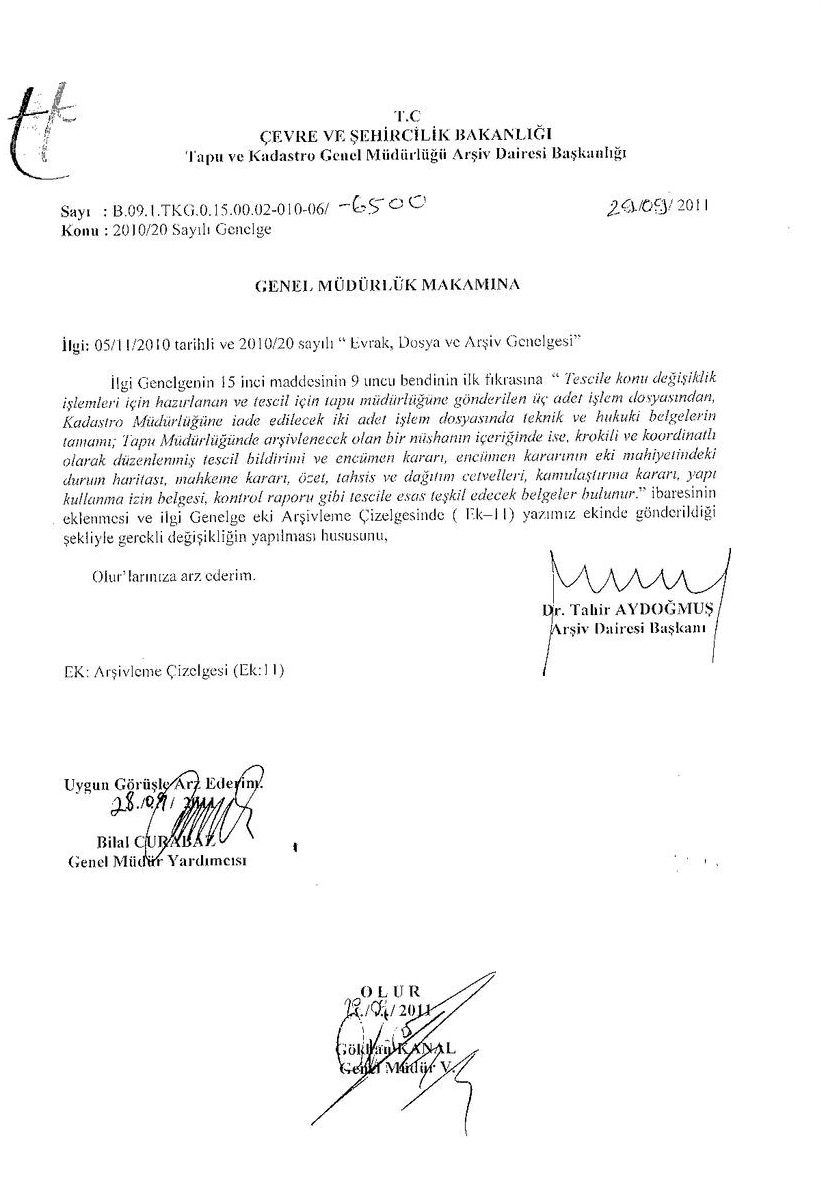 T.C
ÇEVRE VE ŞEHİRCİLİK BAKANLIĞI
Tapu ve Kadastro Genel Müdürlüğü Arşiv Dairesi Başkanlığı
Sayı : B.09.1.TKG.0.15.00.02-010-06/ -6500 29/09/ 2011
Konu : 2010/20 Sayılı Genelge
GENEL MÜDÜRLÜK MAKAMINA
İlgi: 05/11/2010 tarihli ve 2010/20 sayılı “ Evrak, Dosya ve Arşiv Genelgesi”
İlgi Genelgenin 15 inci maddesinin 9 uncu bendinin ilk fıkrasına “ Tescile konu değişiklik
işlemleri için hazırlanan ve tescil için tapu müdürlüğüne gönderilen üç adet işlem dosyasından,
Kadastro Müdürlüğüne iade edilecek iki adet işlem dosyasında teknik ve hukuki belgelerin
tamamı; Tapu Müdürlüğünde arşivlenecek olan bir nüshanın içeriğinde ise, krokili ve koordinatlı
olarak düzenlenmiş tescil bildirimi ve encümen kararı, encümen kararının eki mahiyetindeki
durum haritası, mahkeme kararı, özet, tahsis ve dağıtım cetvelleri, kamulaştırma kararı, yapı
kullanma izin belgesi, kontrol raporu gibi tescile esas teşkil edecek belgeler bulunur.” ibaresinin
eklenmesi ve ilgi Genelge eki Arşivleme Çizelgesinde ( Ek–11) yazımız ekinde gönderildiği
şekliyle gerekli değişikliğin yapılması hususunu,
Olur’larınıza arz ederim.
Dr. Tahir AYDOĞMUŞ
Arşiv Dairesi Başkanı
EK: Arşivleme Çizelgesi (Ek:11)
Uygun Görüşle Arz Ederim.
28./09/ 2011
Bilal CURABAZ
Genel Müdür Yardımcısı
O L U R
/ 2011
Gökhan KANAL
Genel Müdür V.